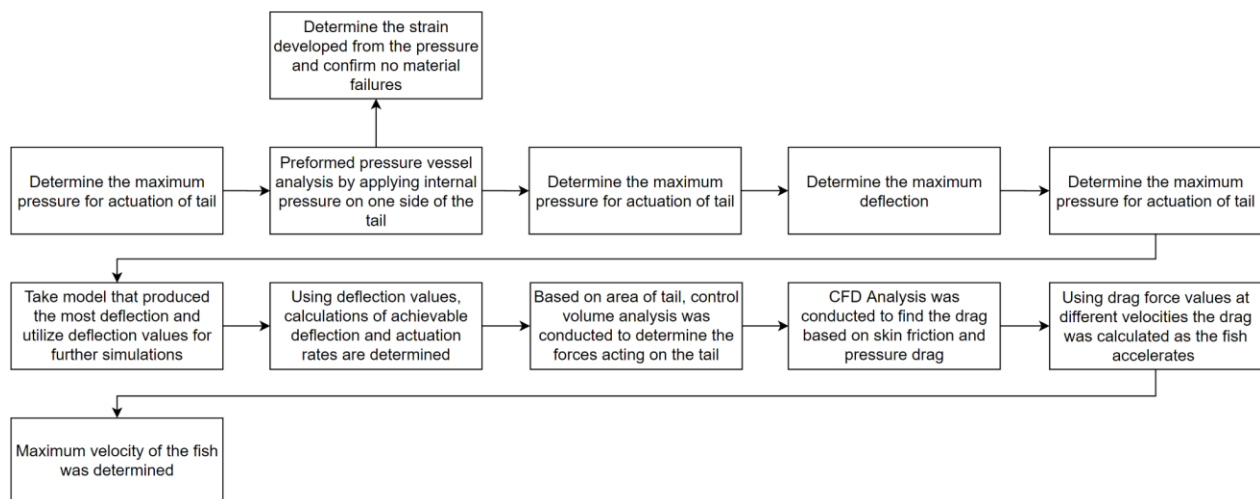 Determine the strain
developed from the pressure
and confirm no material
failures
Determine the maximum
pressure for actuation of tail
Preformed pressure vessel
analysis by applying internal
pressure on one side of the
tail
Determine the maximum
pressure for actuation of tail
Determine the maximum
deflection
Determine the maximum
pressure for actuation of tail
Take model that produced
the most deflection and
utilize deflection values for
further simulations
Using deflection values,
calculations of achievable
deflection and actuation
rates are determined
Based on area of tail, control
volume analysis was
conducted to determine the
forces acting on the tail
CFD Analysis was
conducted to find the drag
based on skin friction and
pressure drag
Using drag force values at
different velocities the drag
was calculated as the fish
accelerates
Maximum velocity of the fish
was determined